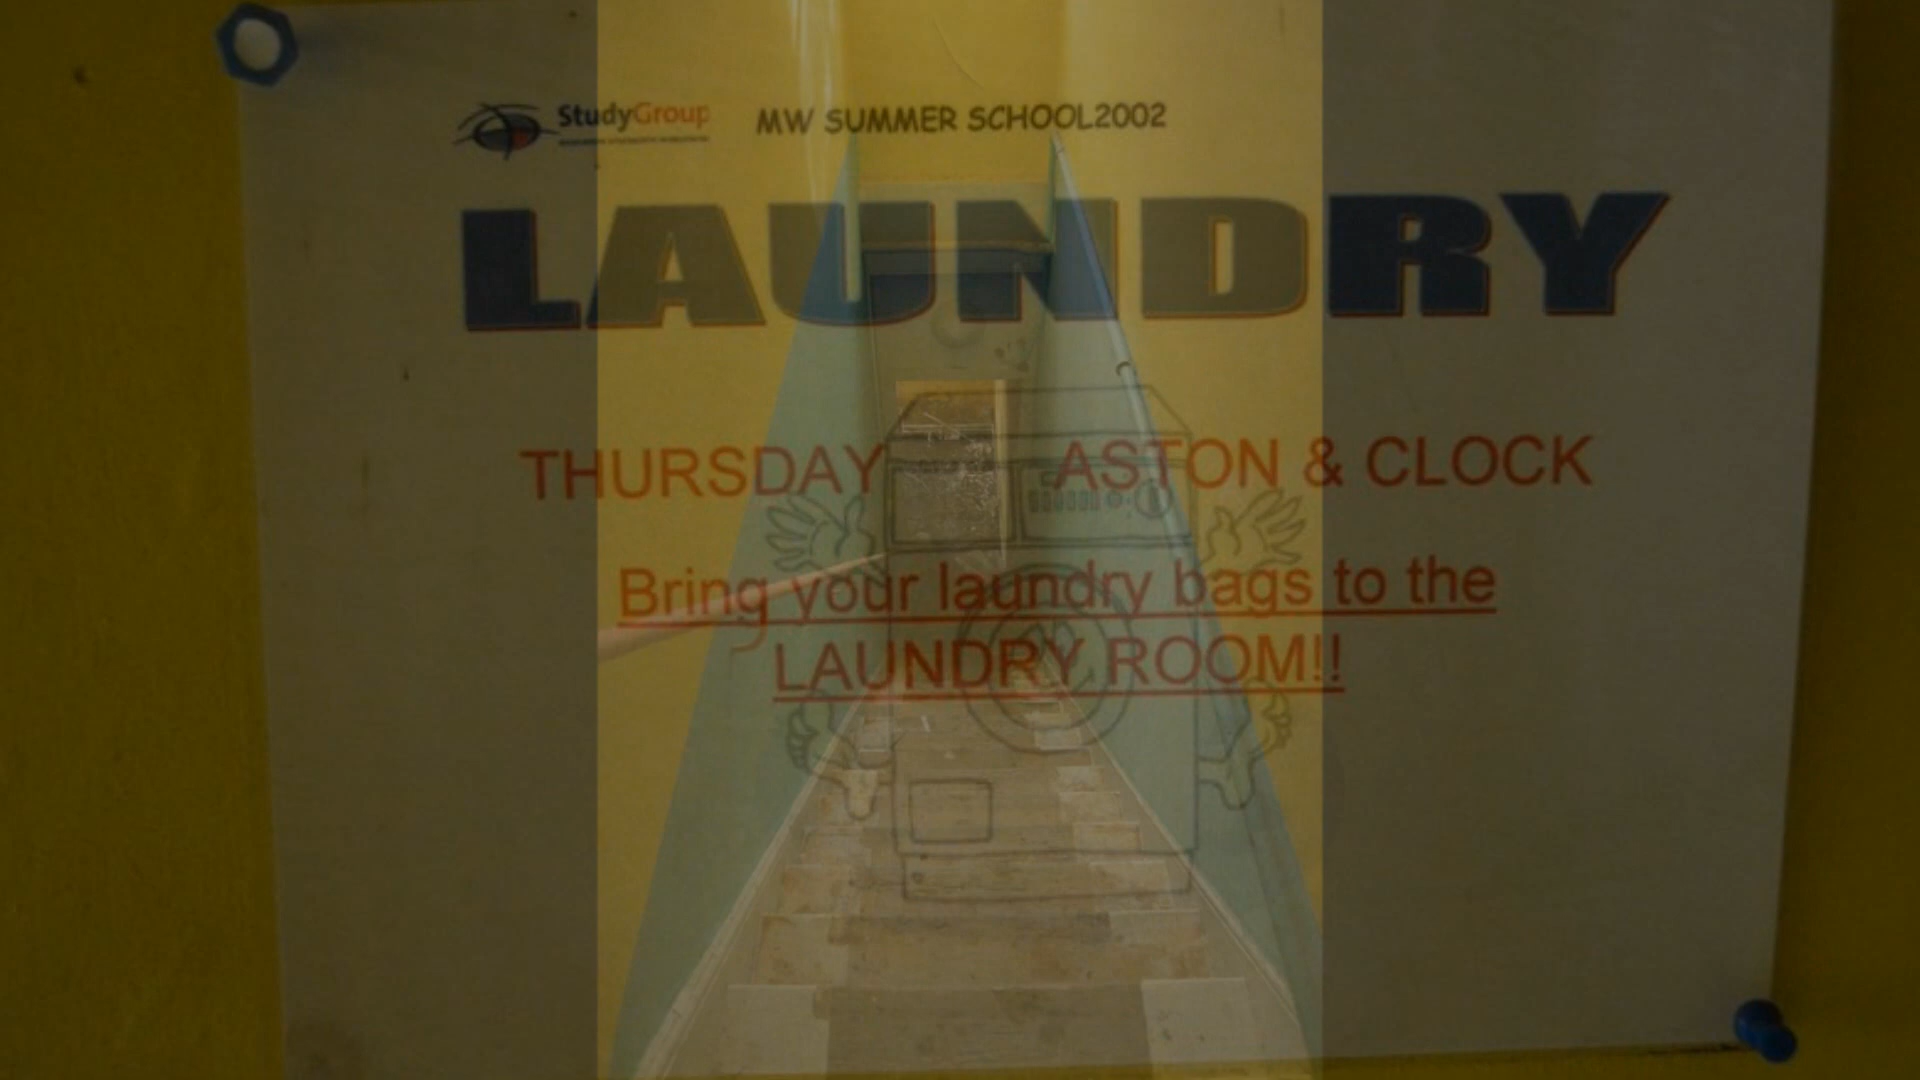 StudyGroup MW SUMMER SCHOOL2002
LAUNDRY
THURSDAY ASTON & CLOCK
Bring your laundry bags to the
LAUNDRY ROOM!!